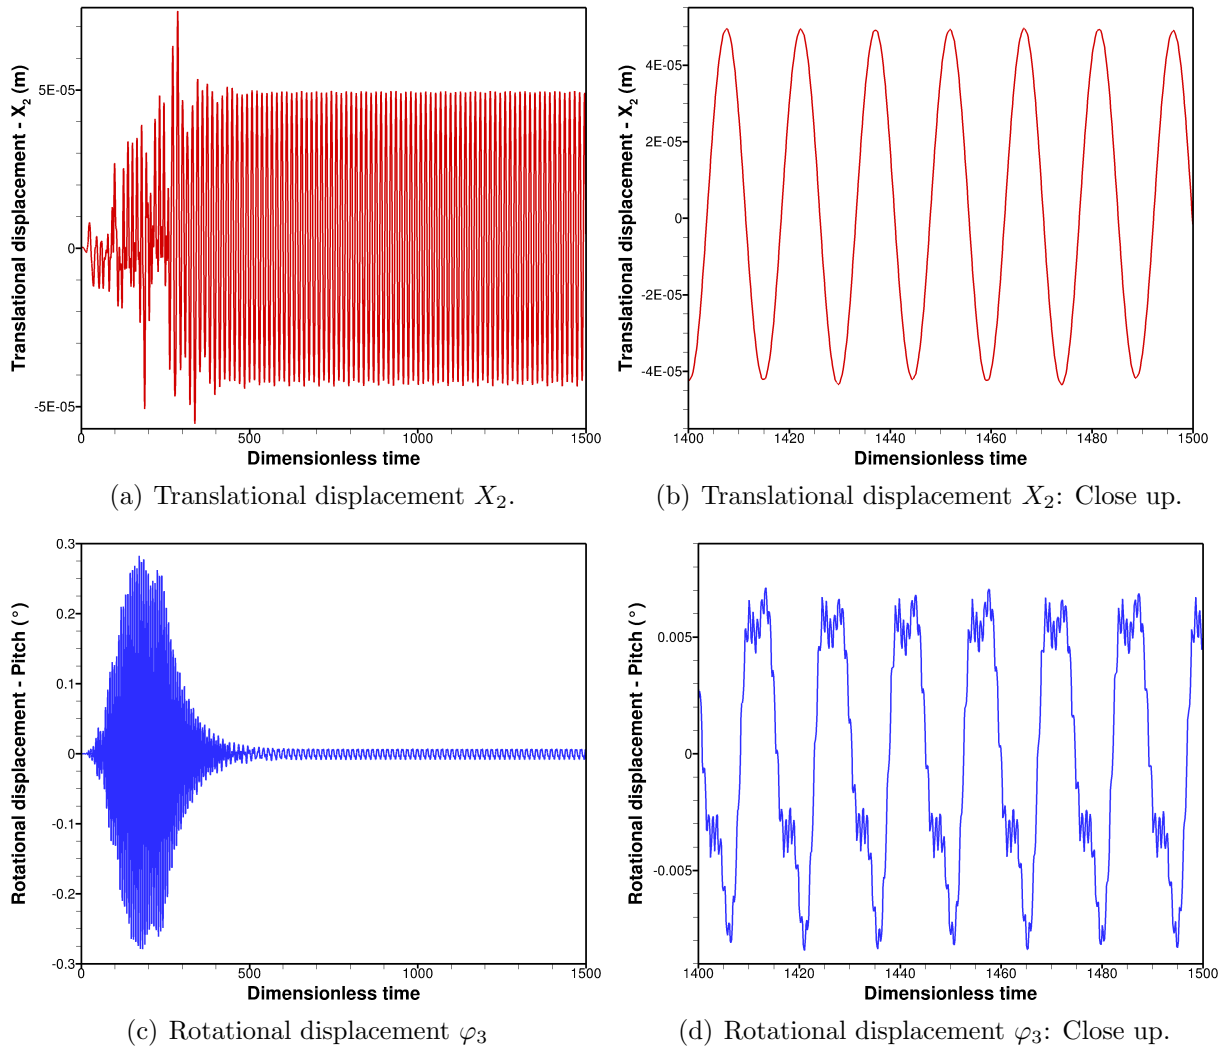 Translational displacement - X₂ (m)
5E-05
0
-5E-05
0 500 1000 1500
Dimensionless time
(a) Translational displacement X₂.
Translational displacement - X₂ (m)
4E-05
2E-05
0
-2E-05
-4E-05
1400 1420 1440 1460 1480 1500
Dimensionless time
(b) Translational displacement X₂: Close up.
Rotational displacement - Pitch (°)
0.3
0.2
0.1
0
-0.1
-0.2
-0.3
0 500 1000 1500
Dimensionless time
(c) Rotational displacement φ₃
Rotational displacement - Pitch (°)
0.005
0
-0.005
1400 1420 1440 1460 1480 1500
Dimensionless time
(d) Rotational displacement φ₃: Close up.